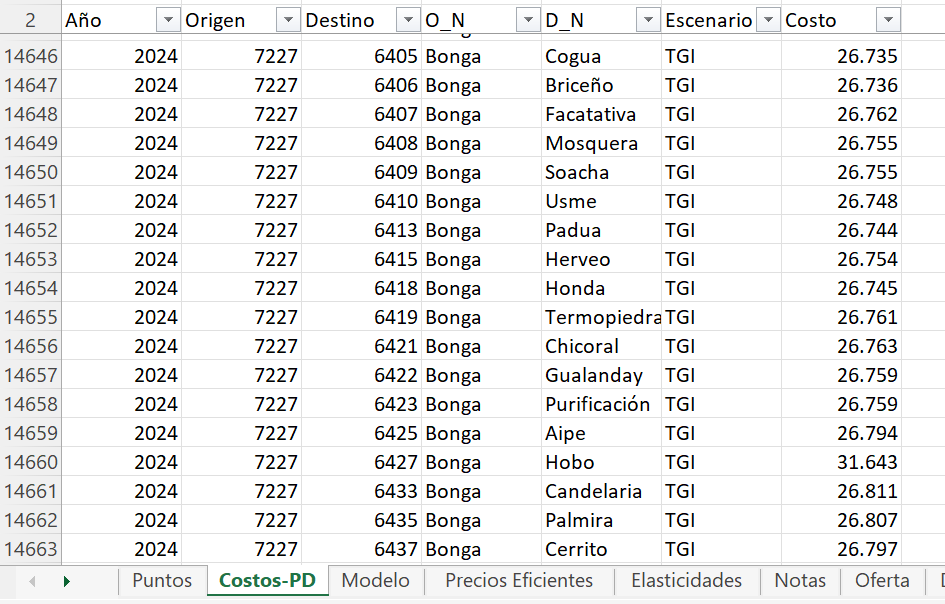 2 Año Origen Destino O_N D_N Escenario Costo
14646 2024 7227 6405 Bonga Cogua TGI 26.735
14647 2024 7227 6406 Bonga Briceño TGI 26.736
14648 2024 7227 6407 Bonga Facatativa TGI 26.762
14649 2024 7227 6408 Bonga Mosquera TGI 26.755
14650 2024 7227 6409 Bonga Soacha TGI 26.755
14651 2024 7227 6410 Bonga Usme TGI 26.748
14652 2024 7227 6413 Bonga Padua TGI 26.744
14653 2024 7227 6415 Bonga Herveo TGI 26.754
14654 2024 7227 6418 Bonga Honda TGI 26.745
14655 2024 7227 6419 Bonga Termopiedra TGI 26.761
14656 2024 7227 6421 Bonga Chicoral TGI 26.763
14657 2024 7227 6422 Bonga Gualanday TGI 26.759
14658 2024 7227 6423 Bonga Purificación TGI 26.759
14659 2024 7227 6425 Bonga Aipe TGI 26.794
14660 2024 7227 6427 Bonga Hobo TGI 31.643
14661 2024 7227 6433 Bonga Candelaria TGI 26.811
14662 2024 7227 6435 Bonga Palmira TGI 26.807
14663 2024 7227 6437 Bonga Cerrito TGI 26.797
Puntos Costos-PD Modelo Precios Eficientes Elasticidades Notas Oferta